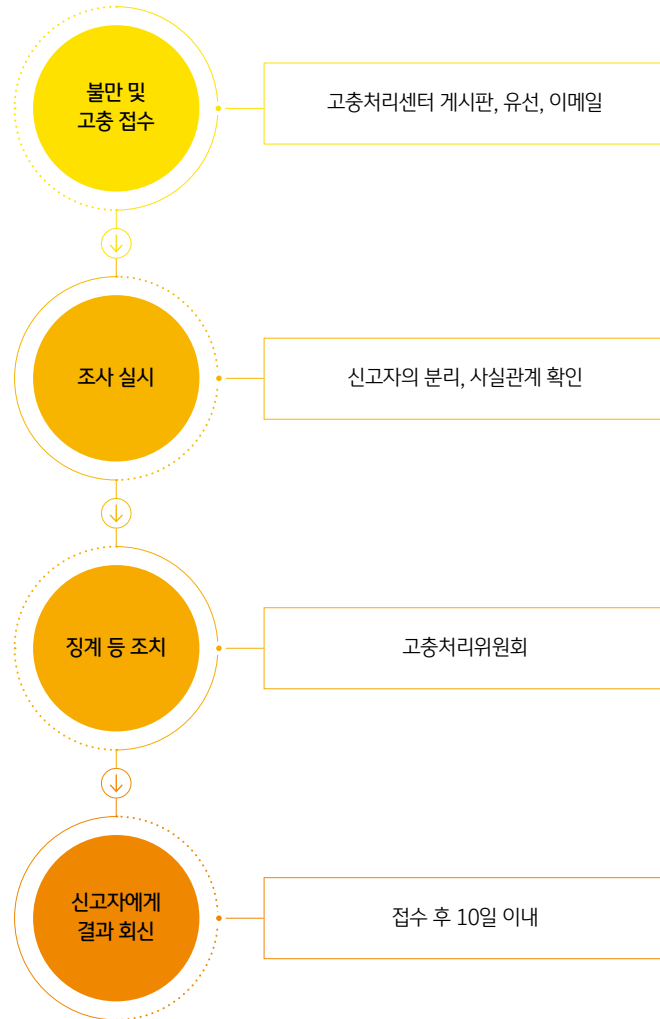 불만 및
고충 접수
고충처리센터 게시판, 유선, 이메일
조사 실시
신고자의 분리, 사실관계 확인
징계 등 조치
고충처리위원회
신고자에게
결과 회신
접수 후 10일 이내